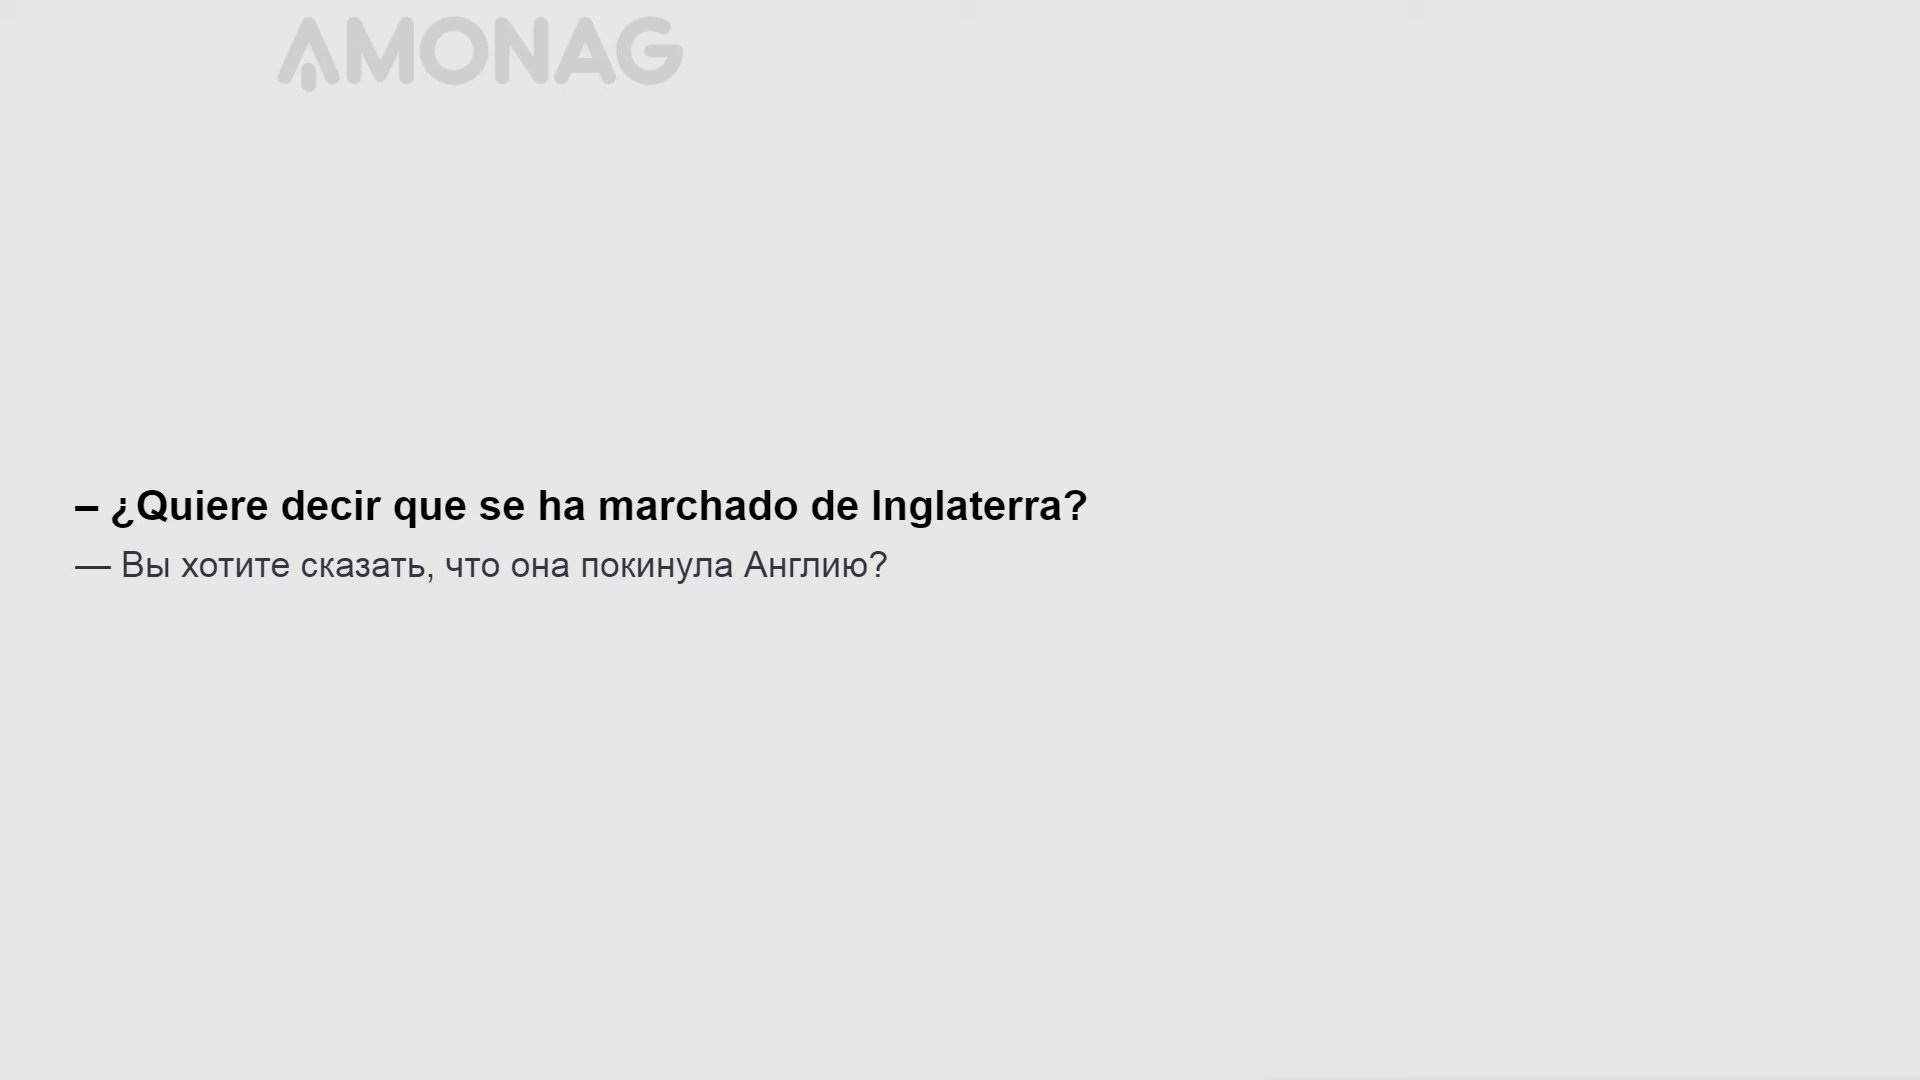 AMONAG
– ¿Quiere decir que se ha marchado de Inglaterra?
— Вы хотите сказать, что она покинула Англию?